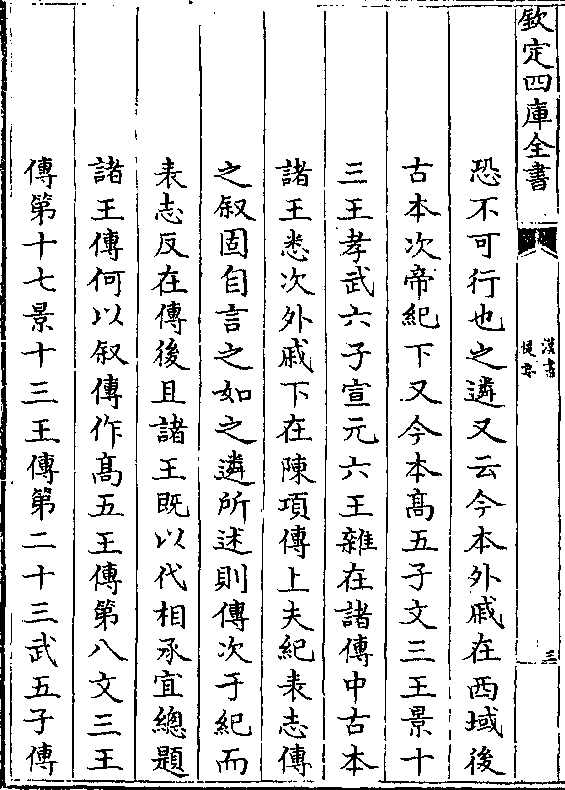 欽定四庫全書
漢書
提要
三
恐不可行也之遴又云今本外戚在西域後
古本次帝紀下又今本髙五子文三王景十
三王孝武六子宣元六王雜在諸傳中古本
諸王悉次外戚下在陳項傳上夫紀表志傳
之叙固自言之如之遴所述則傳次于紀而
表志反在傳後且諸王既以代相承宜總題
諸王傳何以叙傳作髙五王傳第八文三王
傳第十七景十三王傳第二十三武五子傳